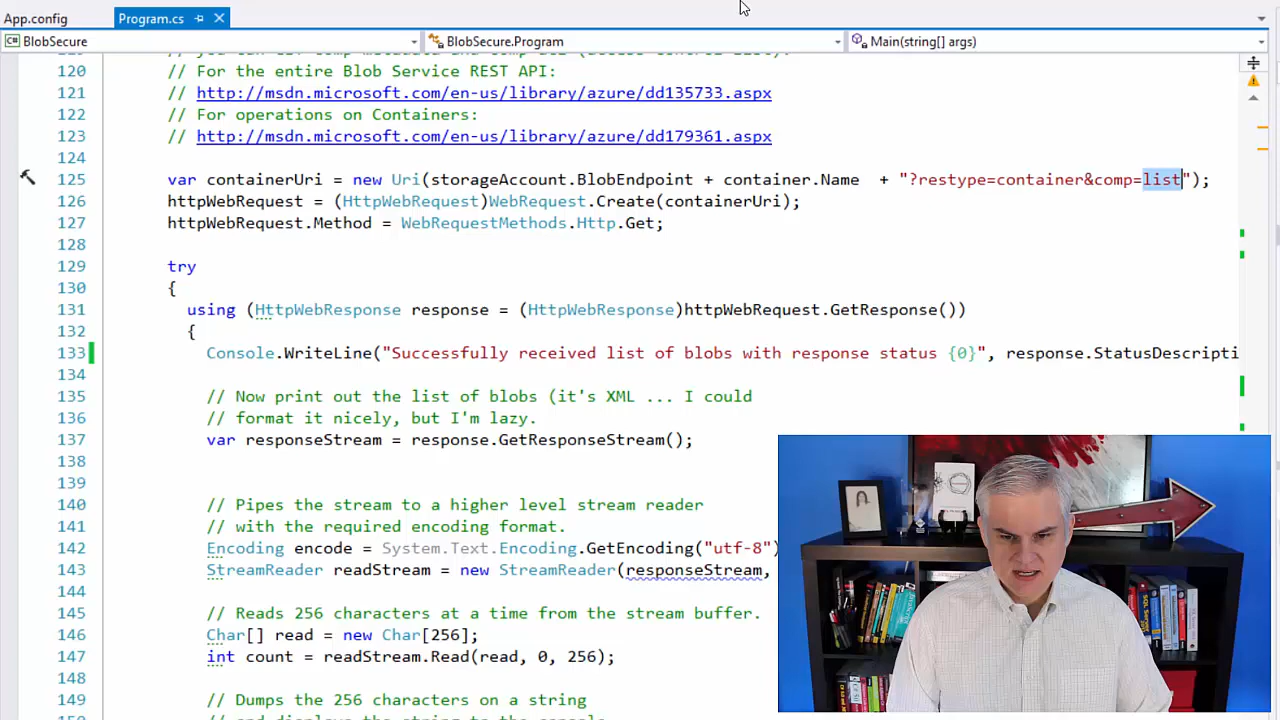 App.config
Program.cs
BlobSecure
BlobSecure.Program
Main(string[] args)
120 // For the entire Blob Service REST API:
121 // http://msdn.microsoft.com/en-us/library/azure/dd135733.aspx
122 // For operations on Containers:
123 // http://msdn.microsoft.com/en-us/library/azure/dd179361.aspx
124
125 var containerUri = new Uri(storageAccount.BlobEndpoint + container.Name + "?restype=container&comp=list");
126 httpWebRequest = (HttpWebRequest)WebRequest.Create(containerUri);
127 httpWebRequest.Method = WebRequestMethods.Http.Get;
128
129 try
130 {
131 using (HttpWebResponse response = (HttpWebResponse)httpWebRequest.GetResponse())
132 {
133 Console.WriteLine("Successfully received list of blobs with response status {0}", response.StatusDescripti
134
135 // Now print out the list of blobs (it's XML ... I could
136 // format it nicely, but I'm lazy.
137 var responseStream = response.GetResponseStream();
138
139
140 // Pipes the stream to a higher level stream reader
141 // with the required encoding format.
142 Encoding encode = System.Text.Encoding.GetEncoding("utf-8")
143 StreamReader readStream = new StreamReader(responseStream,
144
145 // Reads 256 characters at a time from the stream buffer.
146 Char[] read = new Char[256];
147 int count = readStream.Read(read, 0, 256);
148
149 // Dumps the 256 characters on a string